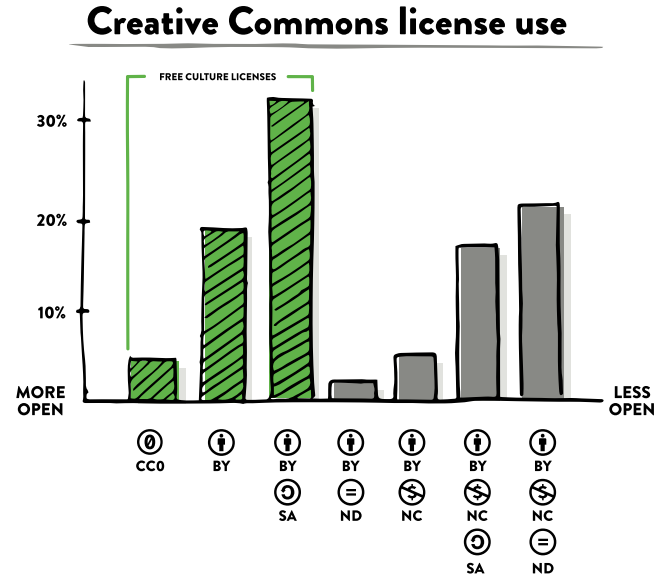 Creative Commons license use
FREE CULTURE LICENSES
30%
20%
10%
MORE
OPEN
LESS
OPEN
0
CC0
BY
BY
BY
BY
BY
BY
SA
=
ND
$
NC
$
NC
$
NC
SA
=
ND